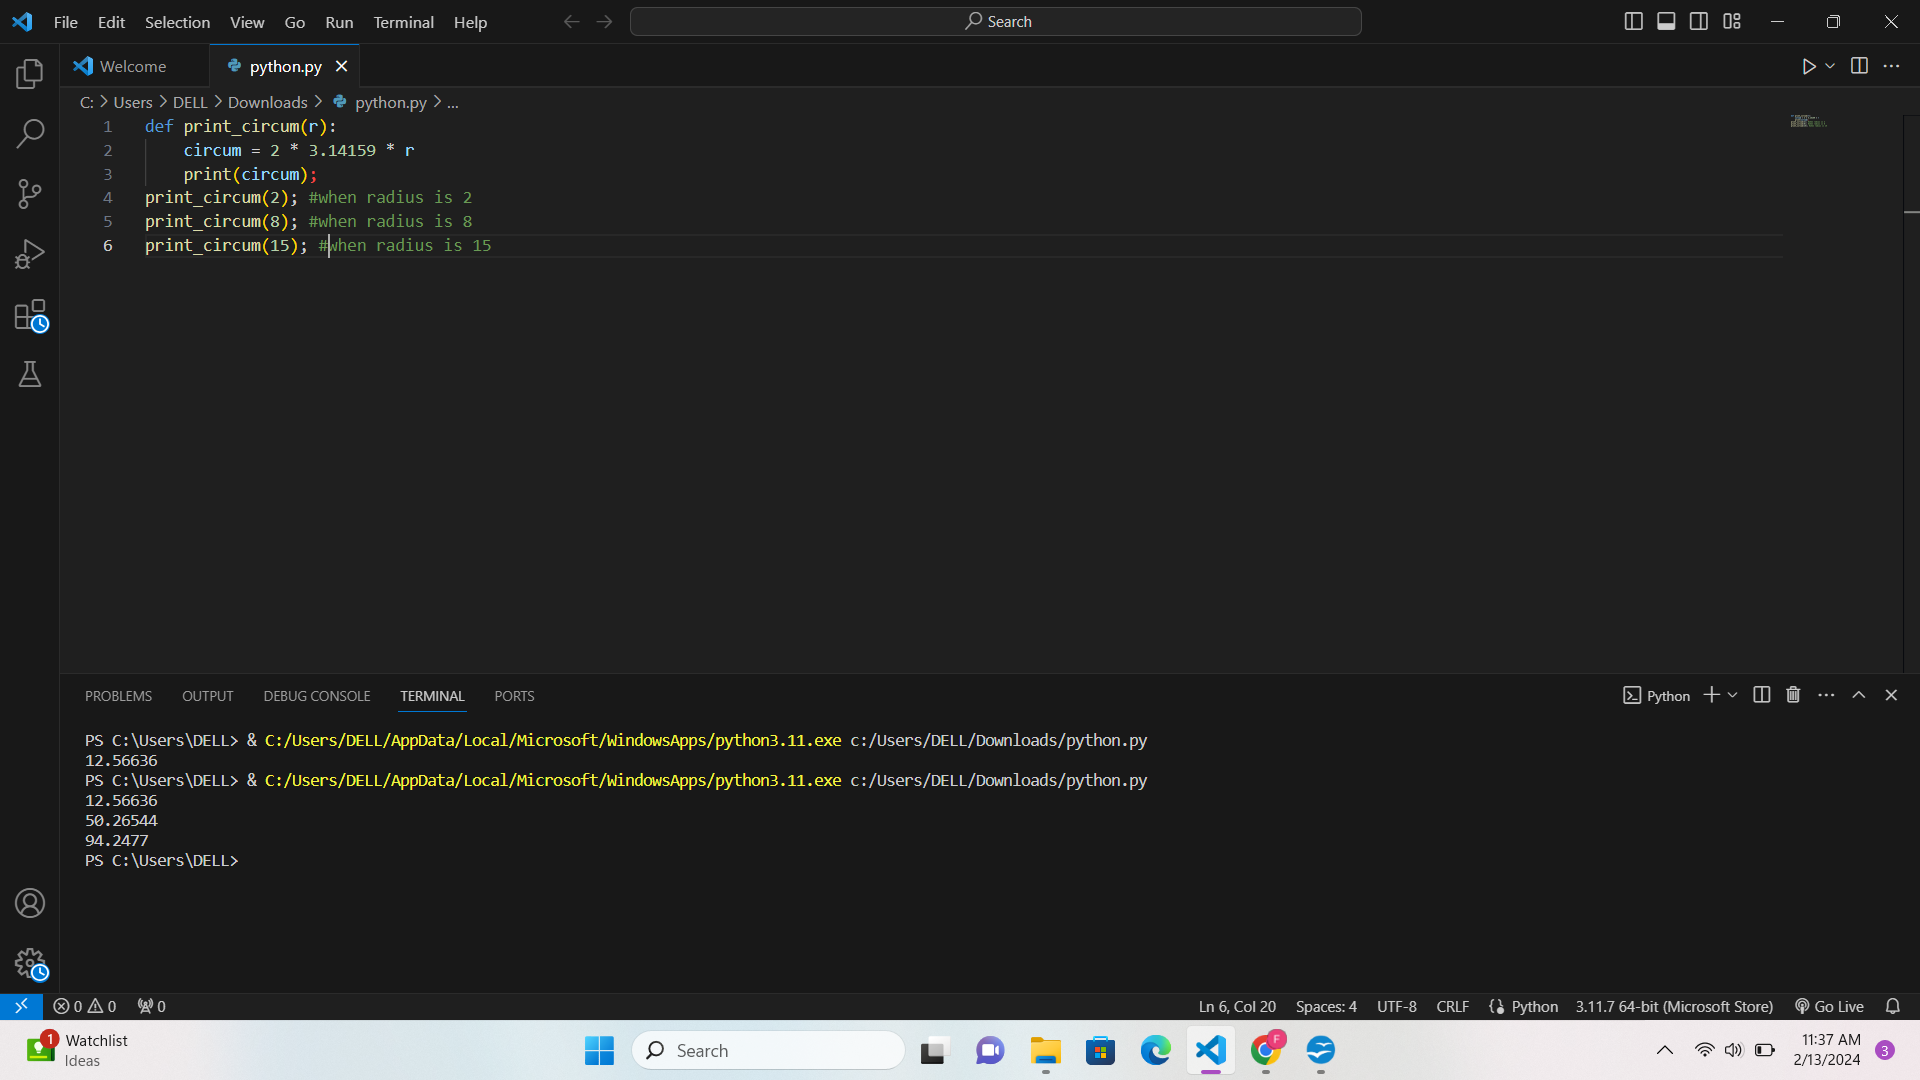 File Edit Selection View Go Run Terminal Help
Search
Welcome
python.py
C: > Users > DELL > Downloads > python.py > ...
1 def print_circum(r):
2 circum = 2 * 3.14159 * r
3 print(circum);
4 print_circum(2); #when radius is 2
5 print_circum(8); #when radius is 8
6 print_circum(15); #when radius is 15
PROBLEMS OUTPUT DEBUG CONSOLE TERMINAL PORTS
Python
PS C:\Users\DELL> & C:/Users/DELL/AppData/Local/Microsoft/WindowsApps/python3.11.exe c:/Users/DELL/Downloads/python.py
12.56636
PS C:\Users\DELL> & C:/Users/DELL/AppData/Local/Microsoft/WindowsApps/python3.11.exe c:/Users/DELL/Downloads/python.py
12.56636
50.26544
94.2477
PS C:\Users\DELL>
0 0 0
Ln 6, Col 20 Spaces: 4 UTF-8 CRLF Python 3.11.7 64-bit (Microsoft Store) Go Live
1
Watchlist
Ideas
Search
F
11:37 AM
2/13/2024
3